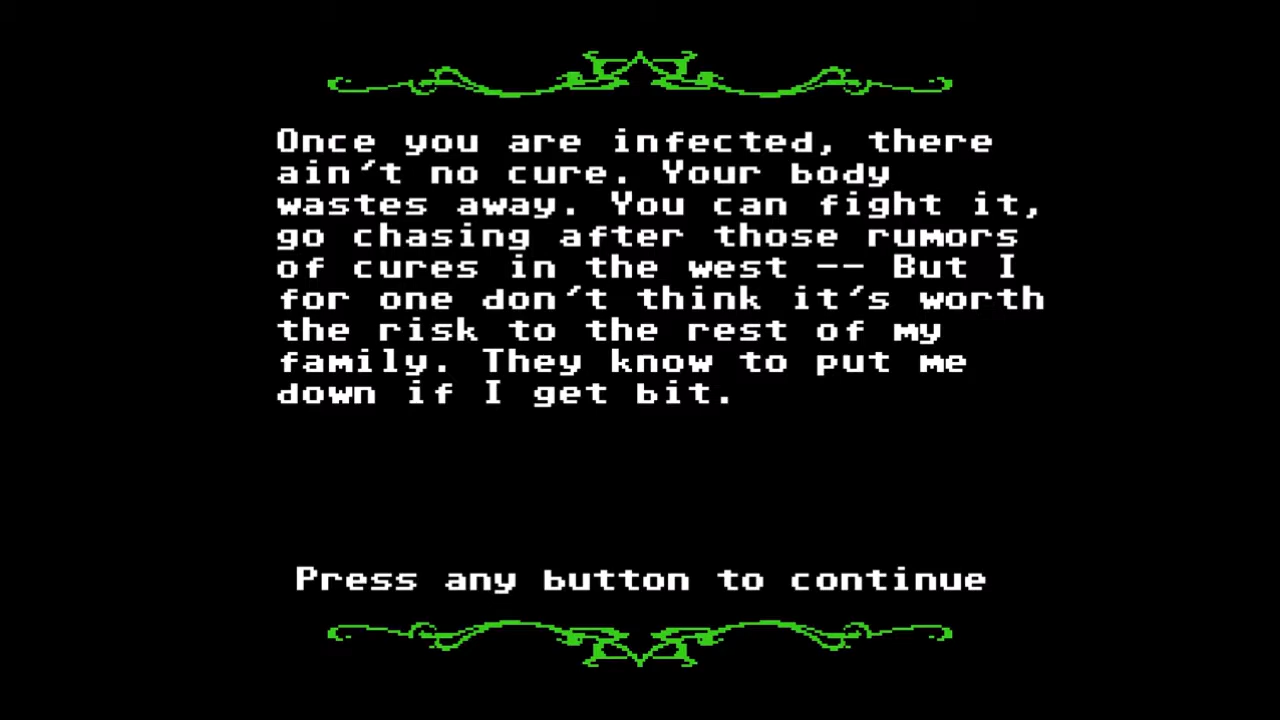 Once you are infected, there
ain't no cure. Your body
wastes away. You can fight it,
go chasing after those rumors
of cures in the west -- But I
for one don't think it's worth
the risk to the rest of my
family. They know to put me
down if I get bit.
Press any button to continue